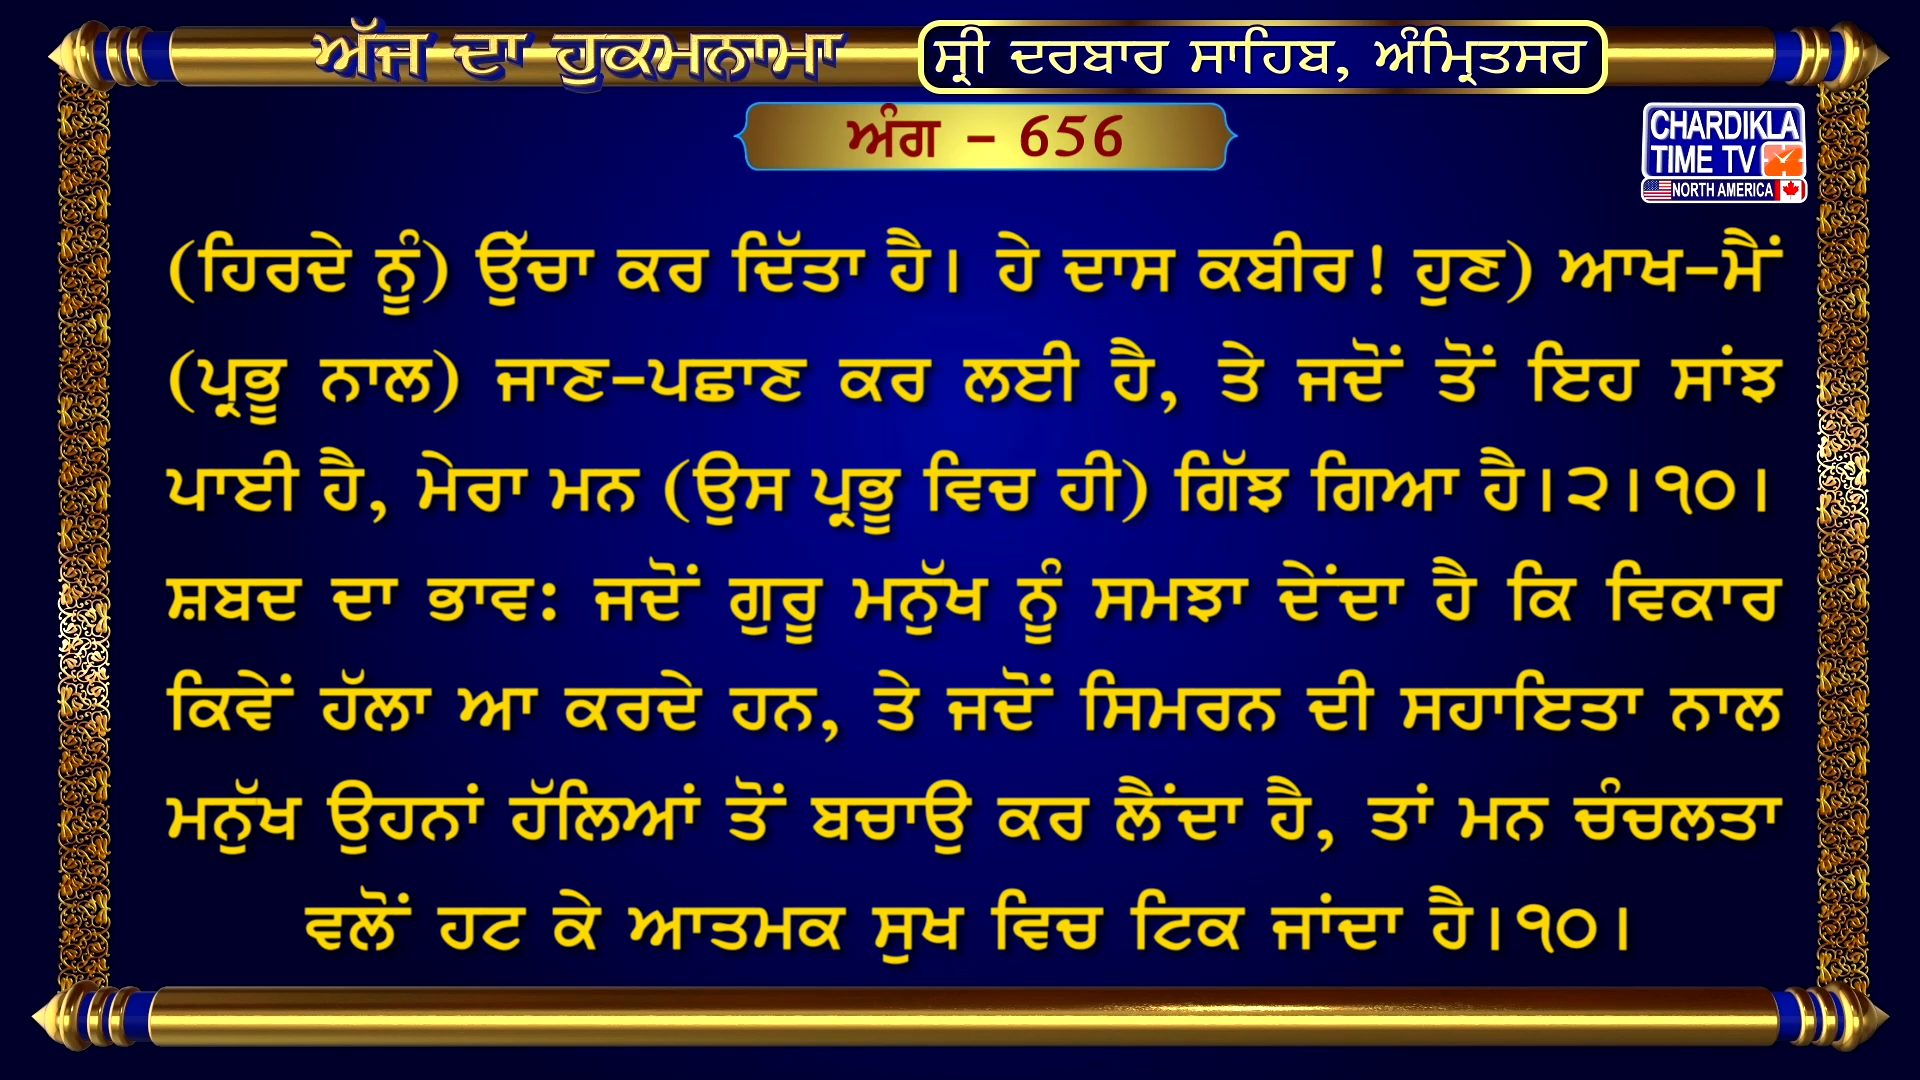 ਅੱਜ ਦਾ ਹੁਕਮਨਾਮਾ
ਸ੍ਰੀ ਦਰਬਾਰ ਸਾਹਿਬ, ਅੰਮ੍ਰਿਤਸਰ
ਅੰਗ - 656
CHARDIKLA
TIME TV
NORTH AMERICA
(ਹਿਰਦੇ ਨੂੰ) ਉੱਚਾ ਕਰ ਦਿੱਤਾ ਹੈ। ਹੇ ਦਾਸ ਕਬੀਰ! ਹੁਣ) ਆਖ-ਮੈਂ
(ਪ੍ਰਭੂ ਨਾਲ) ਜਾਣ-ਪਛਾਣ ਕਰ ਲਈ ਹੈ, ਤੇ ਜਦੋਂ ਤੋਂ ਇਹ ਸਾਂਝ
ਪਾਈ ਹੈ, ਮੇਰਾ ਮਨ (ਉਸ ਪ੍ਰਭੂ ਵਿਚ ਹੀ) ਗਿੱਝ ਗਿਆ ਹੈ।੨।੧੦।
ਸ਼ਬਦ ਦਾ ਭਾਵ: ਜਦੋਂ ਗੁਰੂ ਮਨੁੱਖ ਨੂੰ ਸਮਝਾ ਦੇਂਦਾ ਹੈ ਕਿ ਵਿਕਾਰ
ਕਿਵੇਂ ਹੱਲਾ ਆ ਕਰਦੇ ਹਨ, ਤੇ ਜਦੋਂ ਸਿਮਰਨ ਦੀ ਸਹਾਇਤਾ ਨਾਲ
ਮਨੁੱਖ ਉਹਨਾਂ ਹੱਲਿਆਂ ਤੋਂ ਬਚਾਉ ਕਰ ਲੈਂਦਾ ਹੈ, ਤਾਂ ਮਨ ਚੰਚਲਤਾ
ਵਲੋਂ ਹਟ ਕੇ ਆਤਮਕ ਸੁਖ ਵਿਚ ਟਿਕ ਜਾਂਦਾ ਹੈ।੧੦।